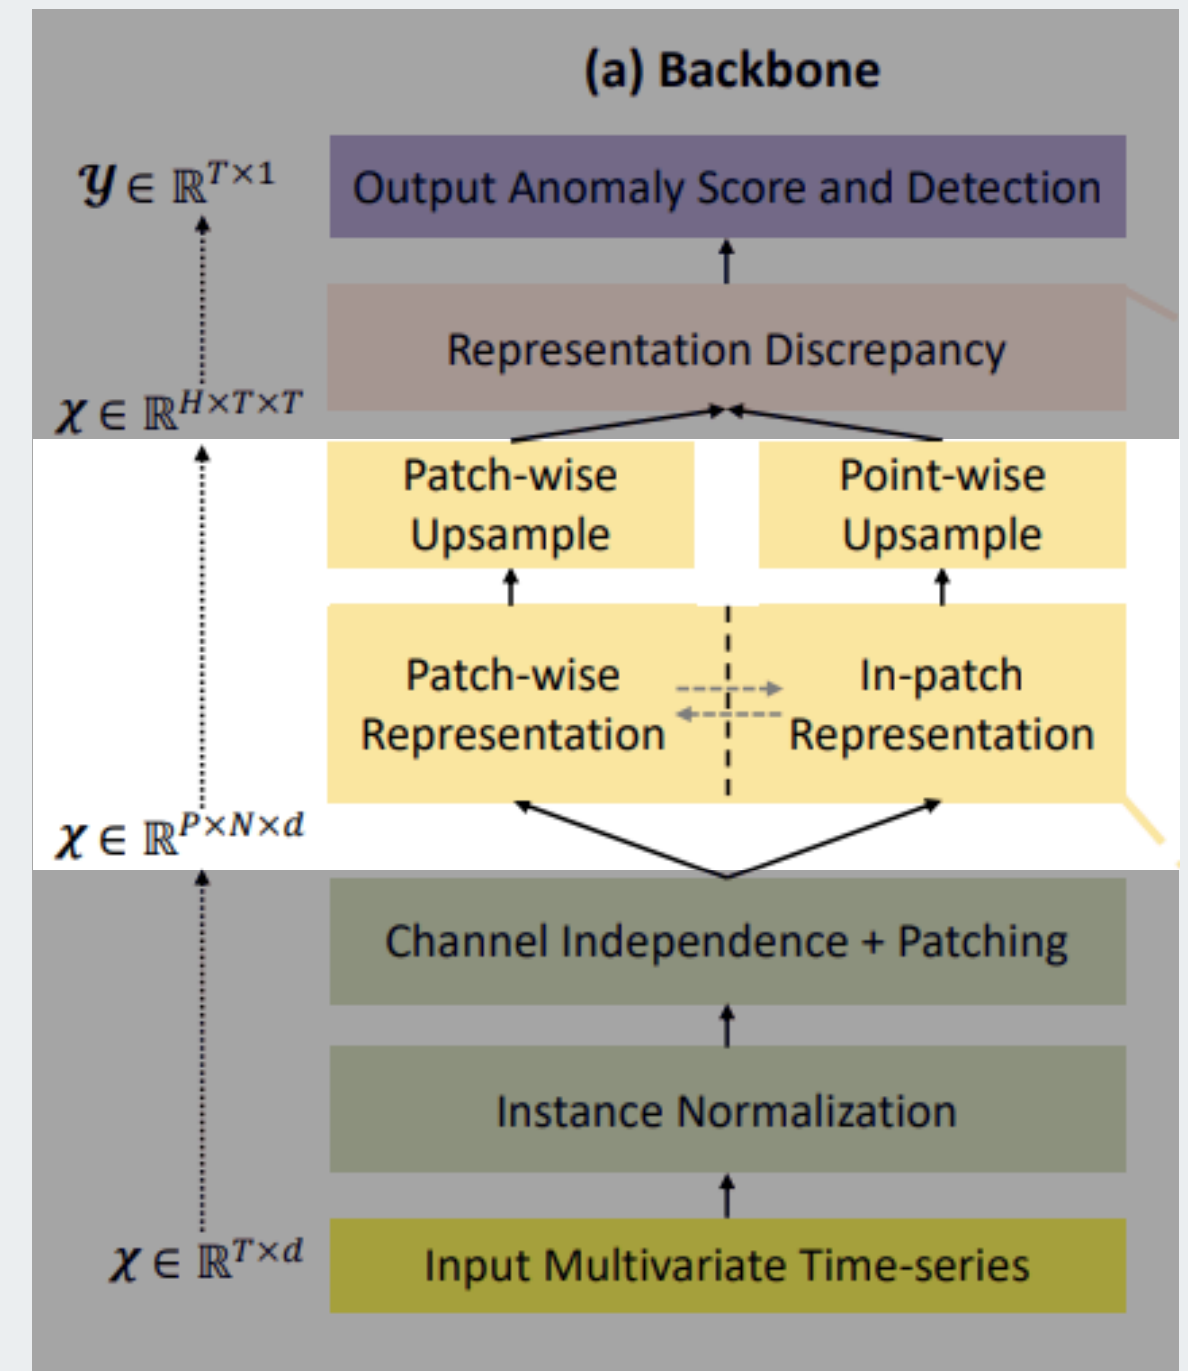 (a) Backbone
𝒴 ∈ ℝ^{T×1}
Output Anomaly Score and Detection
Representation Discrepancy
𝝌 ∈ ℝ^{H×T×T}
Patch-wise
Upsample
Point-wise
Upsample
Patch-wise
Representation
In-patch
Representation
𝝌 ∈ ℝ^{P×N×d}
Channel Independence + Patching
Instance Normalization
𝝌 ∈ ℝ^{T×d}
Input Multivariate Time-series